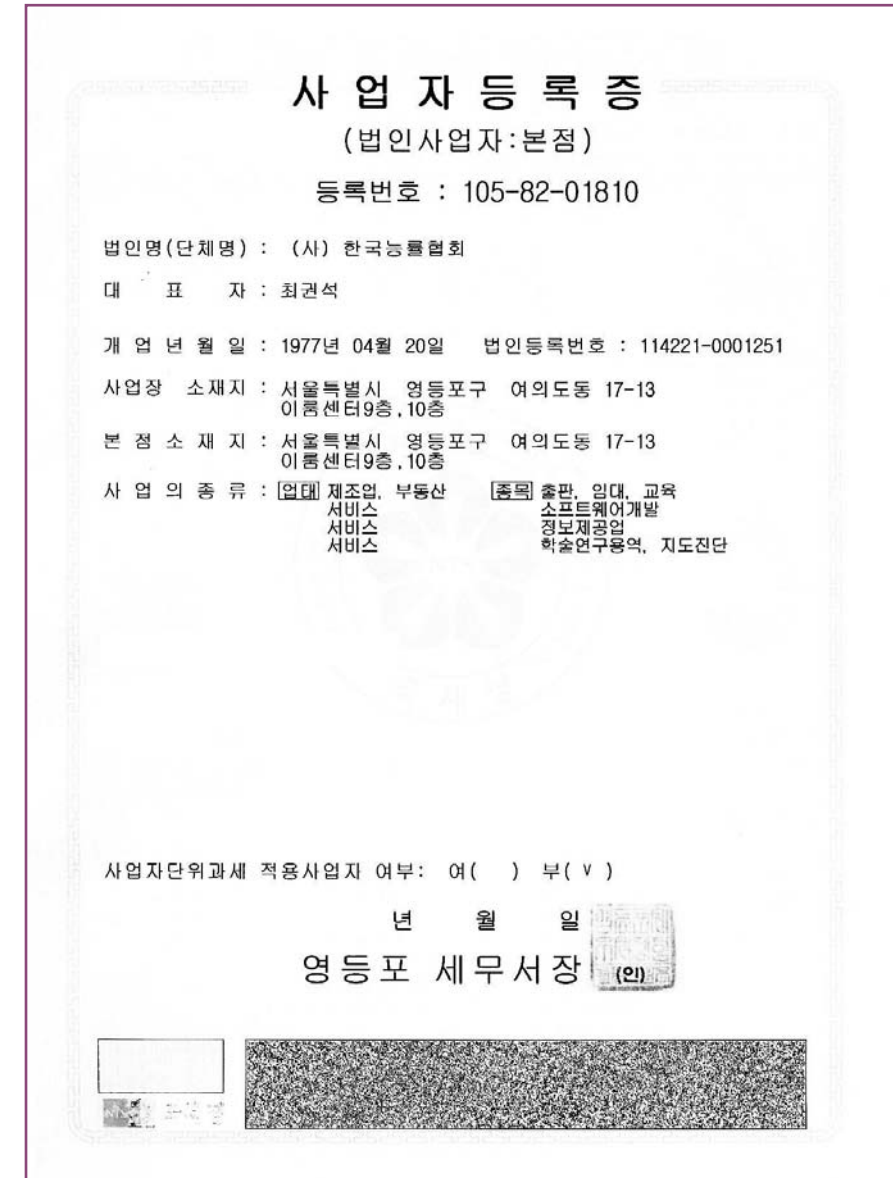 사업자등록증
(법인사업자:본점)
등록번호 : 105-82-01810
법인명(단체명) : (사) 한국능률협회
대 표 자 : 최권석
개 업 년 월 일 : 1977년 04월 20일 법인등록번호 : 114221-0001251
사업장 소재지 : 서울특별시 영등포구 여의도동 17-13
이룸센터9층,10층
본 점 소 재 지 : 서울특별시 영등포구 여의도동 17-13
이룸센터9층,10층
사 업 의 종 류 : 업태 제조업, 부동산 종목 출판, 임대, 교육
서비스 소프트웨어개발
서비스 정보제공업
서비스 학술연구용역, 지도진단
사업자단위과세 적용사업자 여부: 여( ) 부( V )
년 월 일
영등포 세무서장 (인)